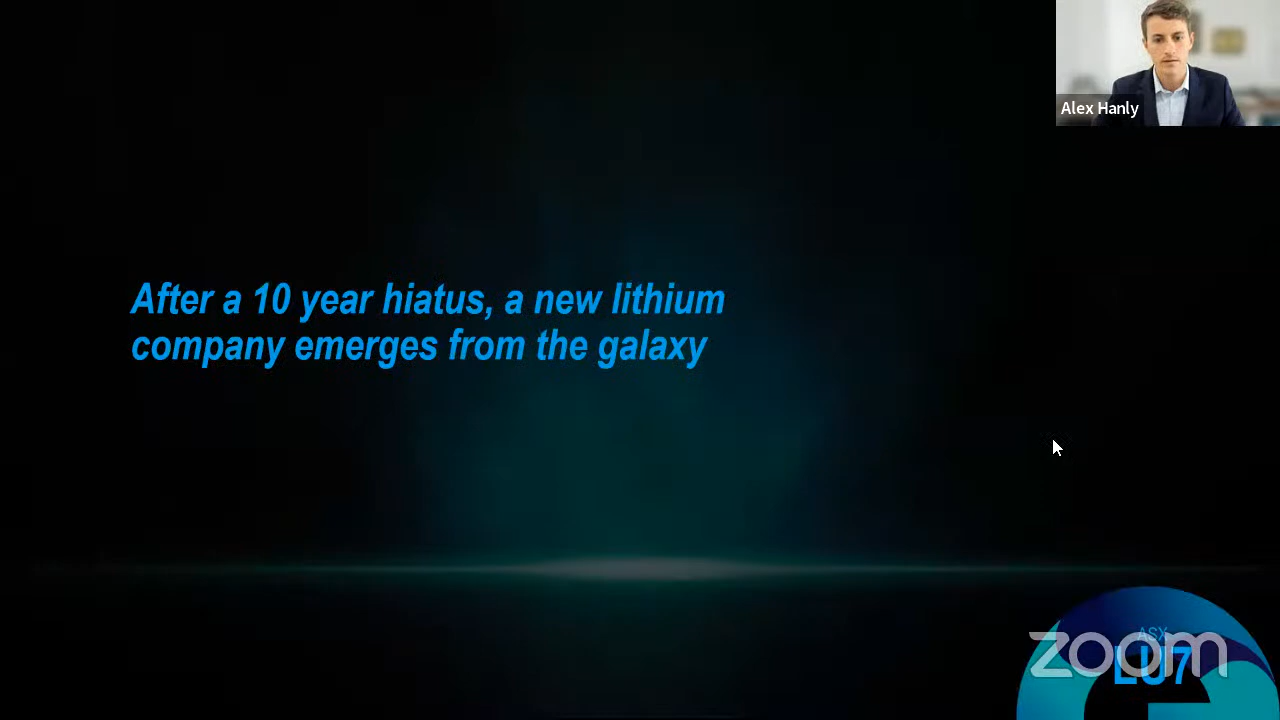 Alex Hanly
After a 10 year hiatus, a new lithium
company emerges from the galaxy
ASX
LU7
zoom